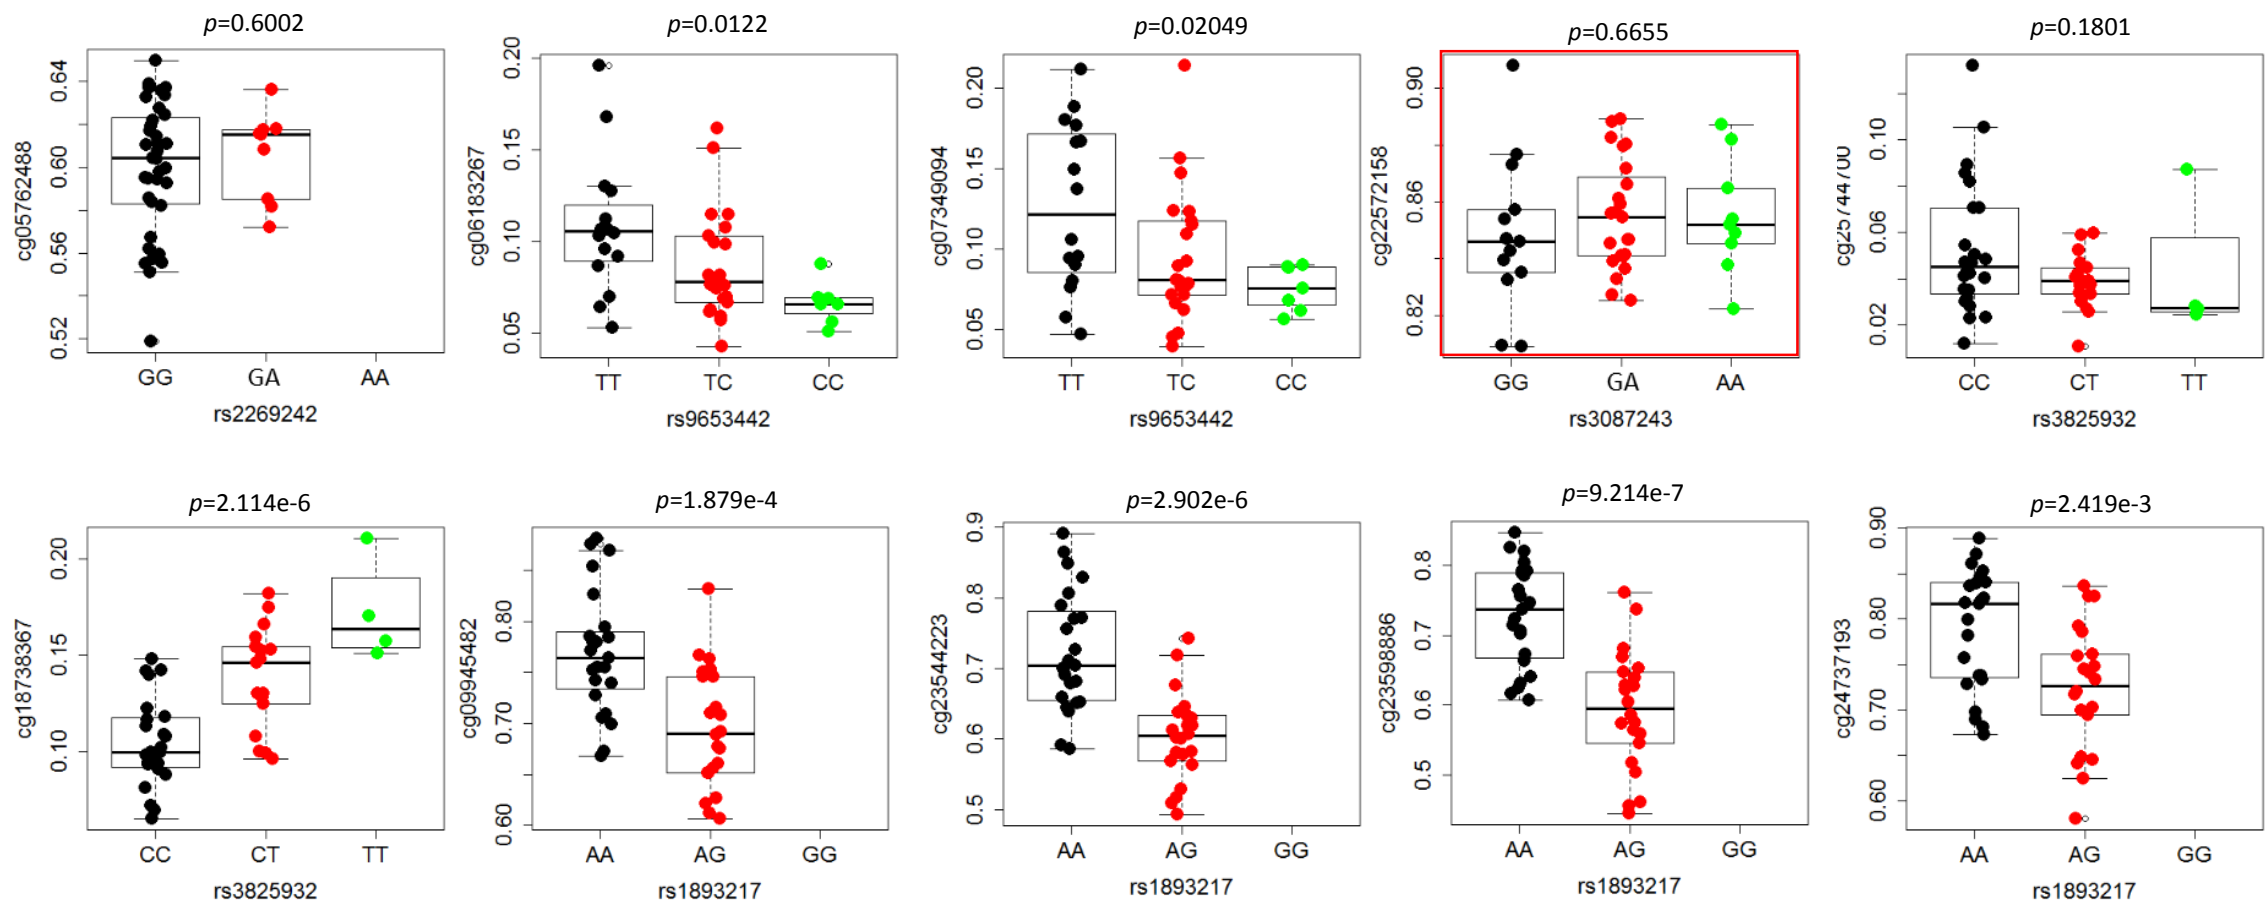 p=0.6002
cg05762488
0.52 0.56 0.60 0.64
GG GA AA
rs2269242
p=0.0122
cg06183267
0.05 0.10 0.15 0.20
TT TC CC
rs9653442
p=0.02049
cg07349094
0.05 0.10 0.15 0.20
TT TC CC
rs9653442
p=0.6655
cg22572158
0.82 0.86 0.90
GG GA AA
rs3087243
p=0.1801
cg25744700
0.02 0.06 0.10
CC CT TT
rs3825932
p=2.114e-6
cg18738367
0.10 0.15 0.20
CC CT TT
rs3825932
p=1.879e-4
cg09945482
0.60 0.70 0.80
AA AG GG
rs1893217
p=2.902e-6
cg23544223
0.5 0.6 0.7 0.8 0.9
AA AG GG
rs1893217
p=9.214e-7
cg23598886
0.5 0.6 0.7 0.8
AA AG GG
rs1893217
p=2.419e-3
cg24737193
0.60 0.70 0.80 0.90
AA AG GG
rs1893217